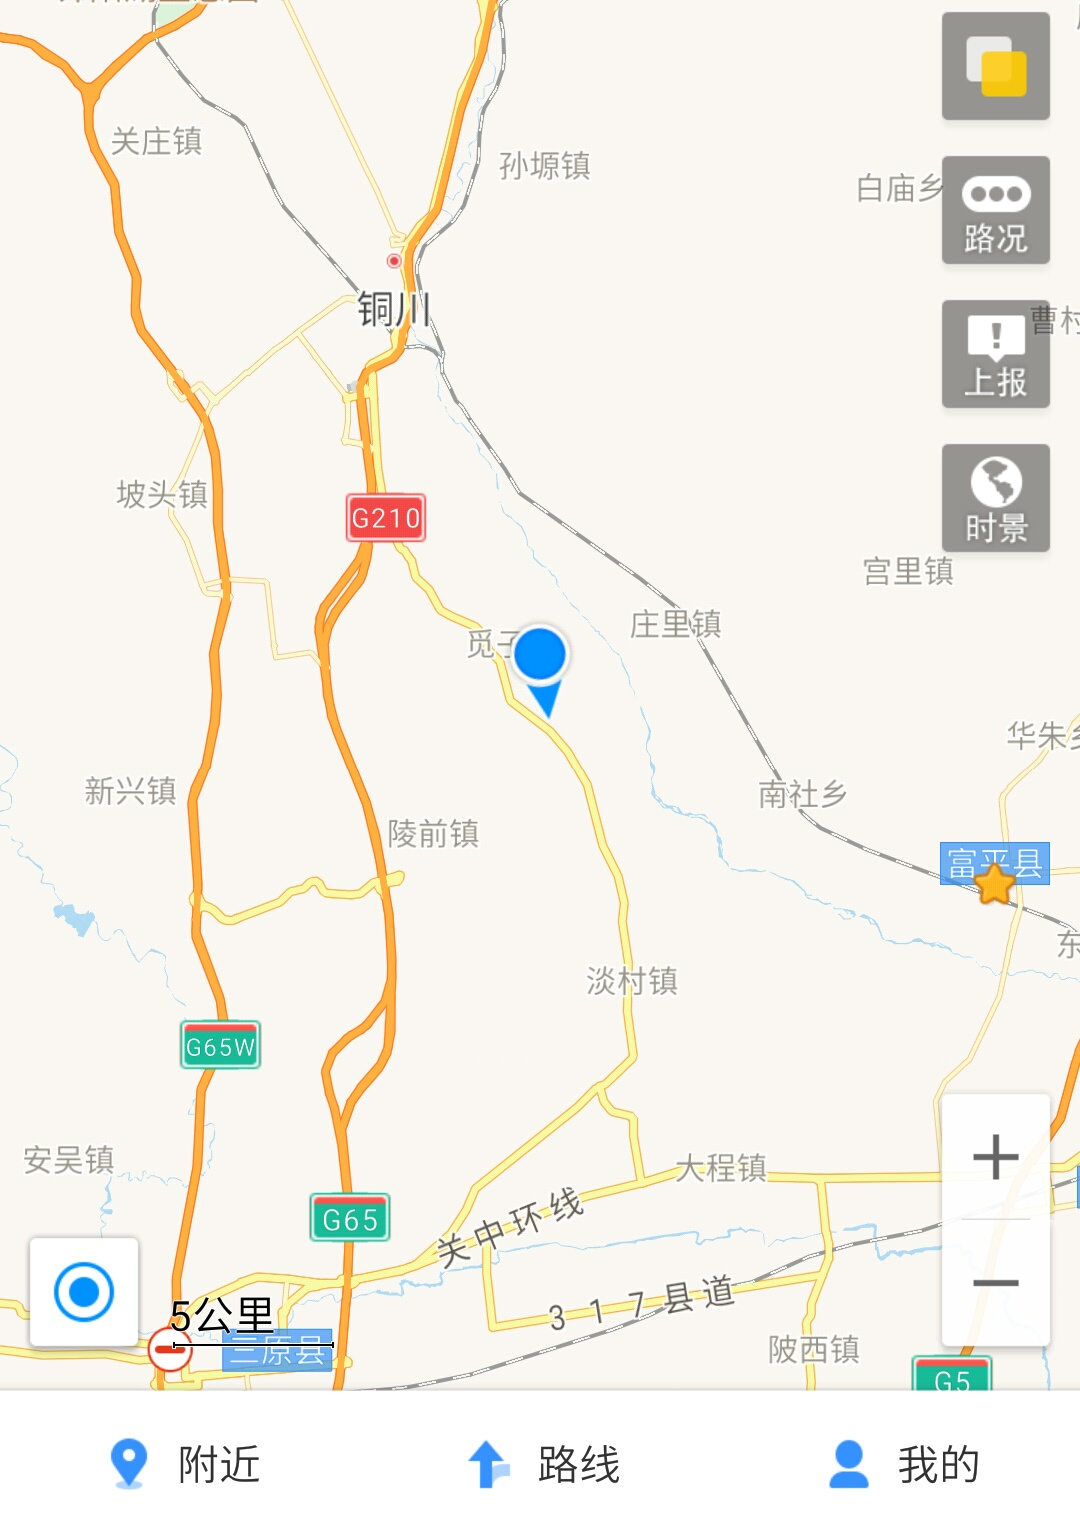 关庄镇
孙塬镇
白庙乡
路况
铜川
曹村
上报
坡头镇
G210
时景
宫里镇
庄里镇
觅子
华朱乡
新兴镇
南社乡
陵前镇
富平县
东
淡村镇
G65W
安吴镇
大程镇
G65
关中环线
5公里
317县道
三原县
陂西镇
G5
附近
路线
我的